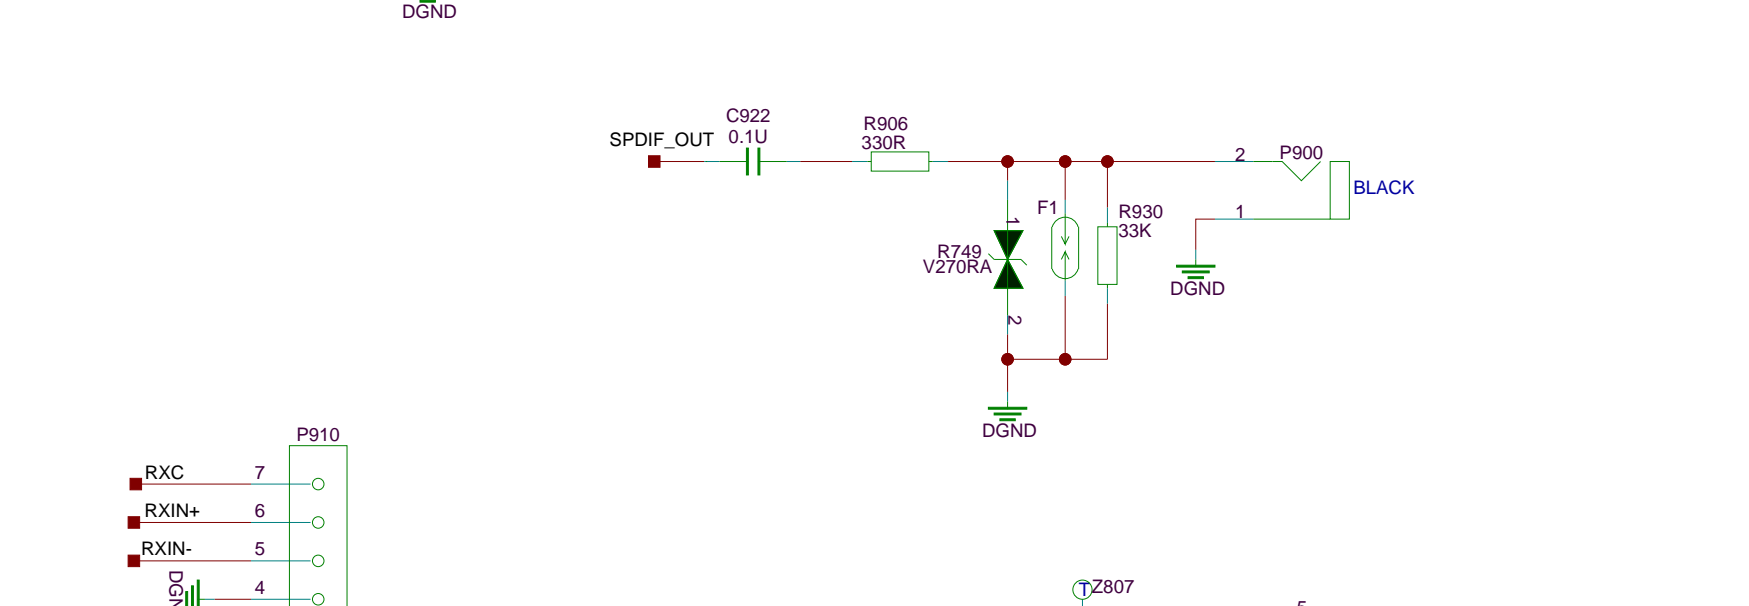 DGND
C922
0.1U
SPDIF_OUT
R906
330R
2
P900
BLACK
1
DGND
1
F1
R930
33K
R749
V270RA
2
DGND
P910
RXC
7
RXIN+
6
RXIN-
5
4
T
Z807